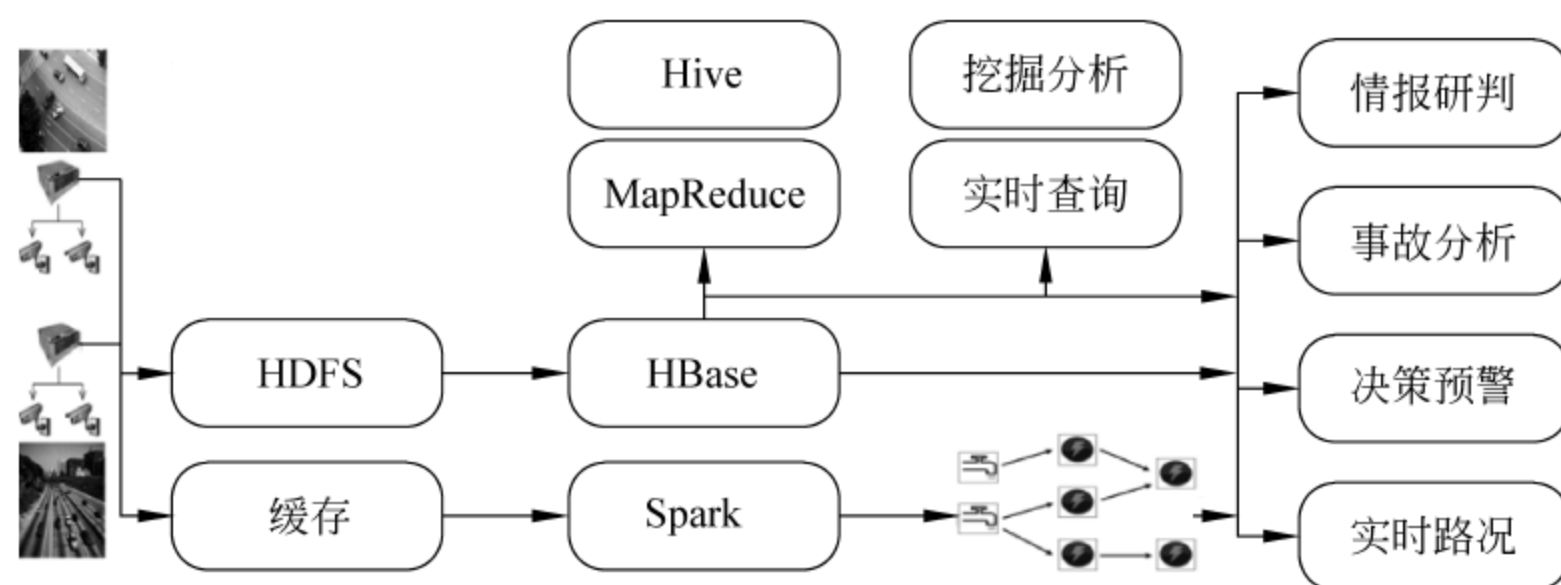 Hive
挖掘分析
情报研判
MapReduce
实时查询
事故分析
HDFS
HBase
决策预警
缓存
Spark
实时路况